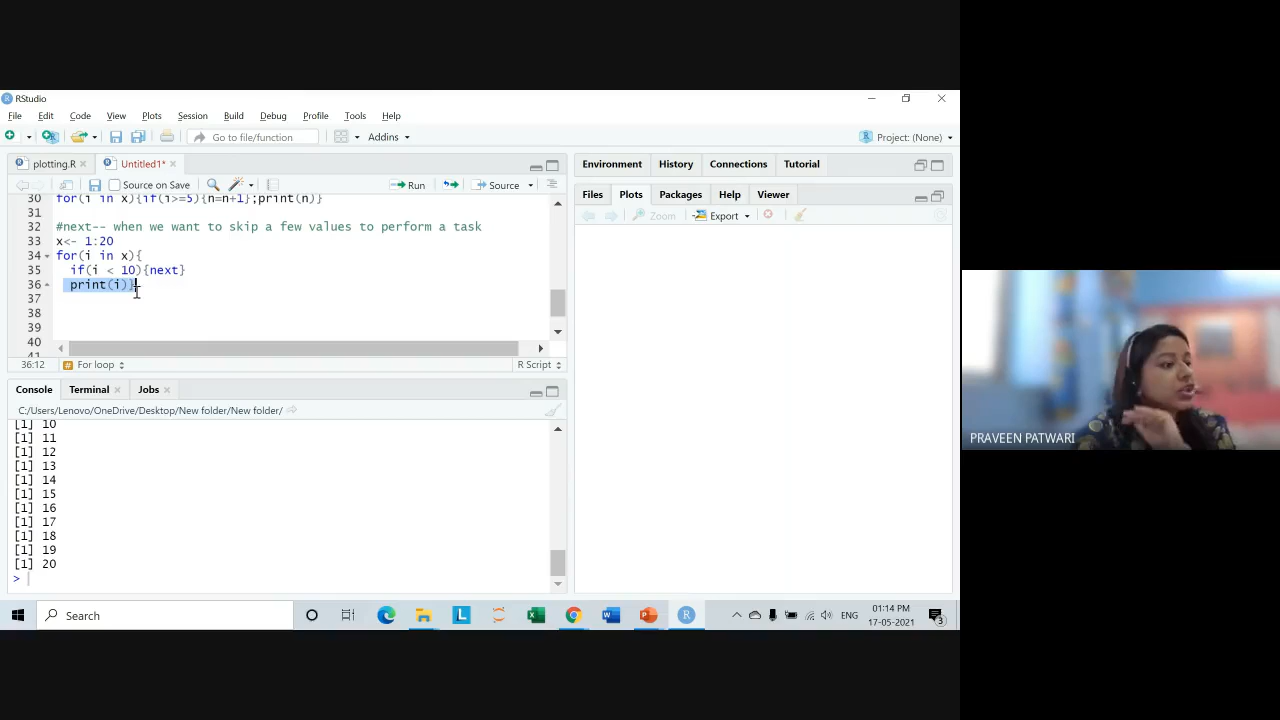 RStudio
File Edit Code View Plots Session Build Debug Profile Tools Help
Go to file/function Addins Project: (None)
plotting.R Untitled1* Environment History Connections Tutorial
Source on Save Run Source Files Plots Packages Help Viewer
Zoom Export
30 for(i in x){if(i>=5){n=n+1};print(n)}
31
32 #next-- when we want to skip a few values to perform a task
33 x<- 1:20
34 for(i in x){
35 if(i < 10){next}
36 print(i)}
37
38
39
40
41
36:12 For loop R Script
Console Terminal Jobs
C:/Users/Lenovo/OneDrive/Desktop/New folder/New folder/
[1] 10
[1] 11
[1] 12
[1] 13
[1] 14
[1] 15
[1] 16
[1] 17
[1] 18
[1] 19
[1] 20
>
PRAVEEN PATWARI
Search ENG 01:14 PM
17-05-2021 3